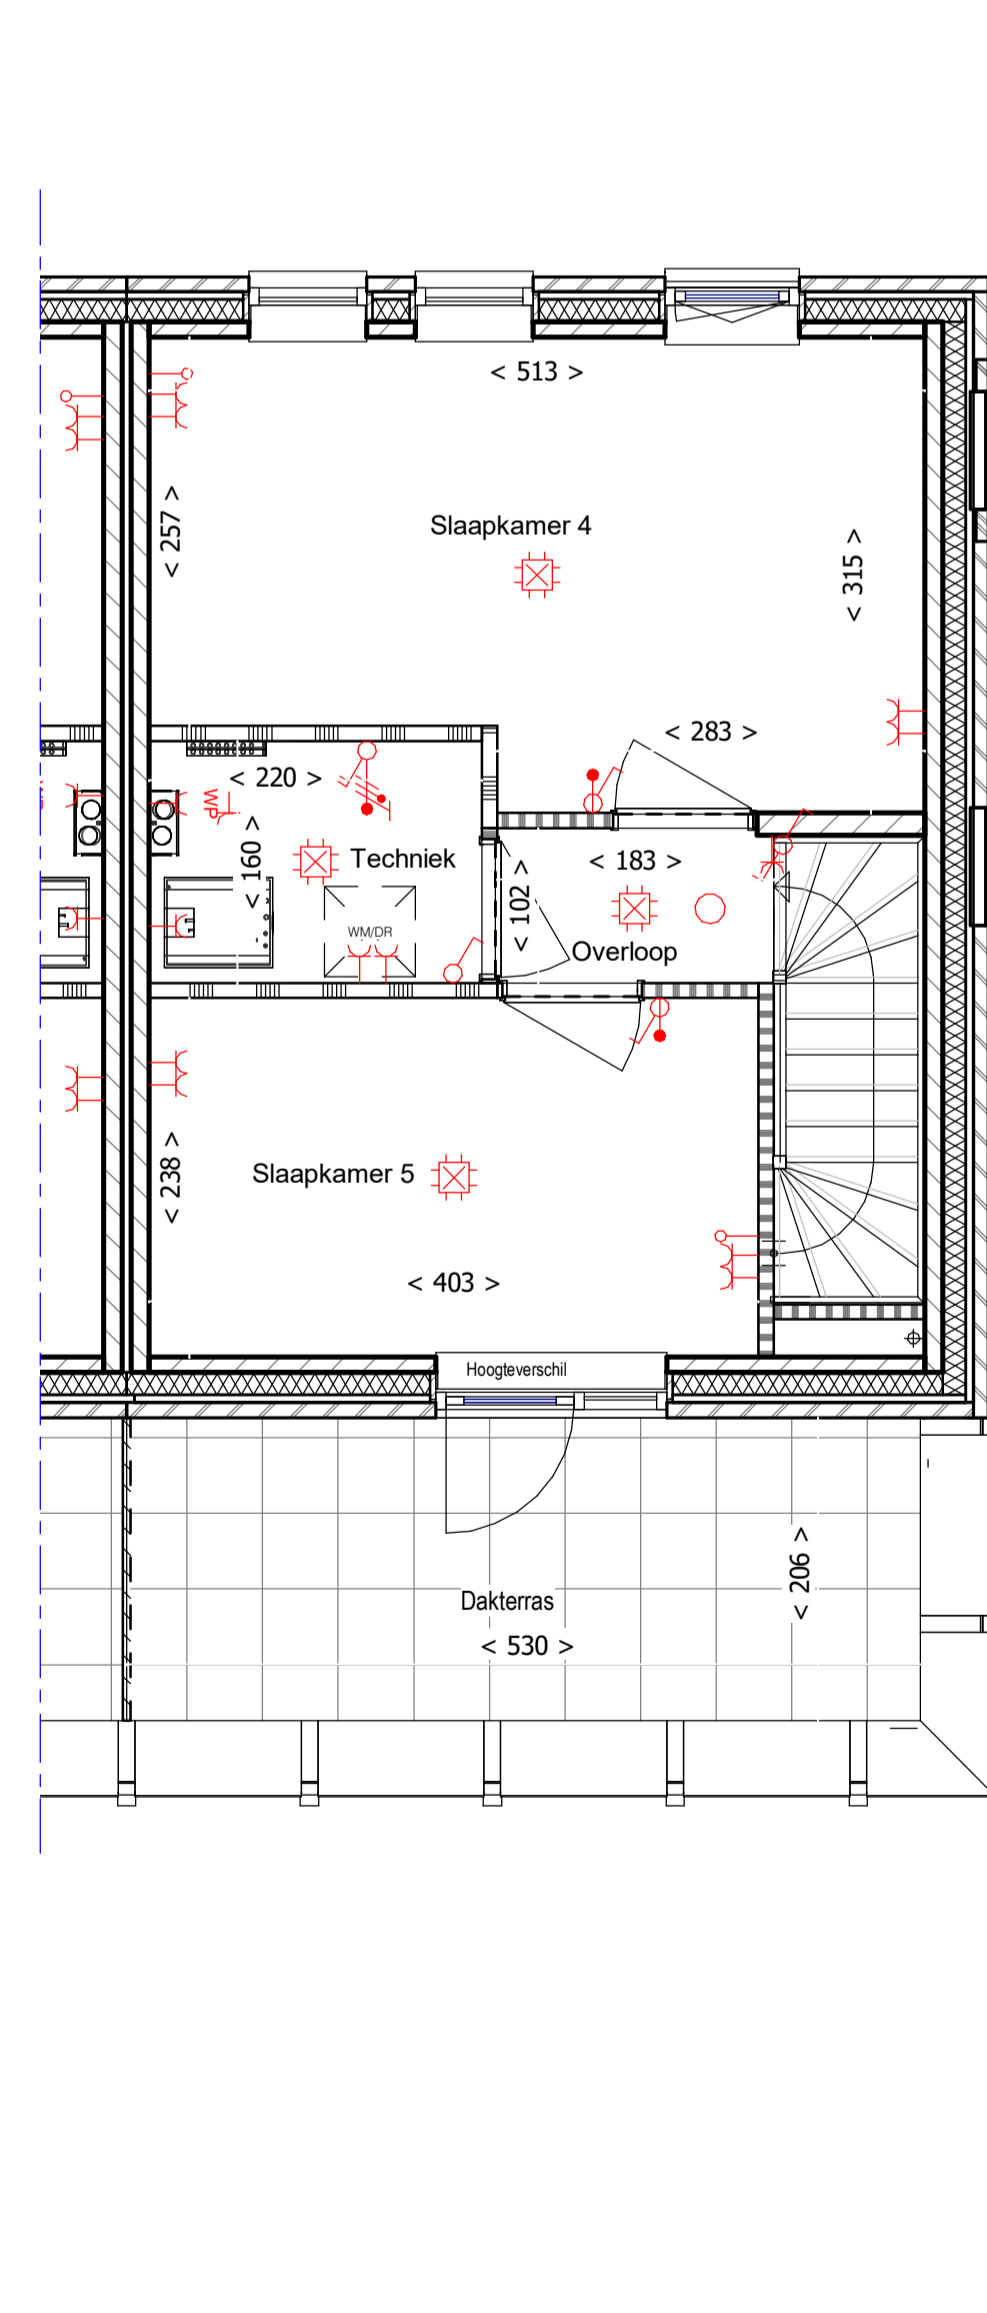 < 513 >
< 257 >
Slaapkamer 4
< 315 >
< 283 >
< 220 >
WP
< 160 >
Techniek
< 183 >
< 102 >
WM/DR
Overloop
< 238 >
Slaapkamer 5
< 403 >
Hoogteverschil
Dakterras
< 206 >
< 530 >